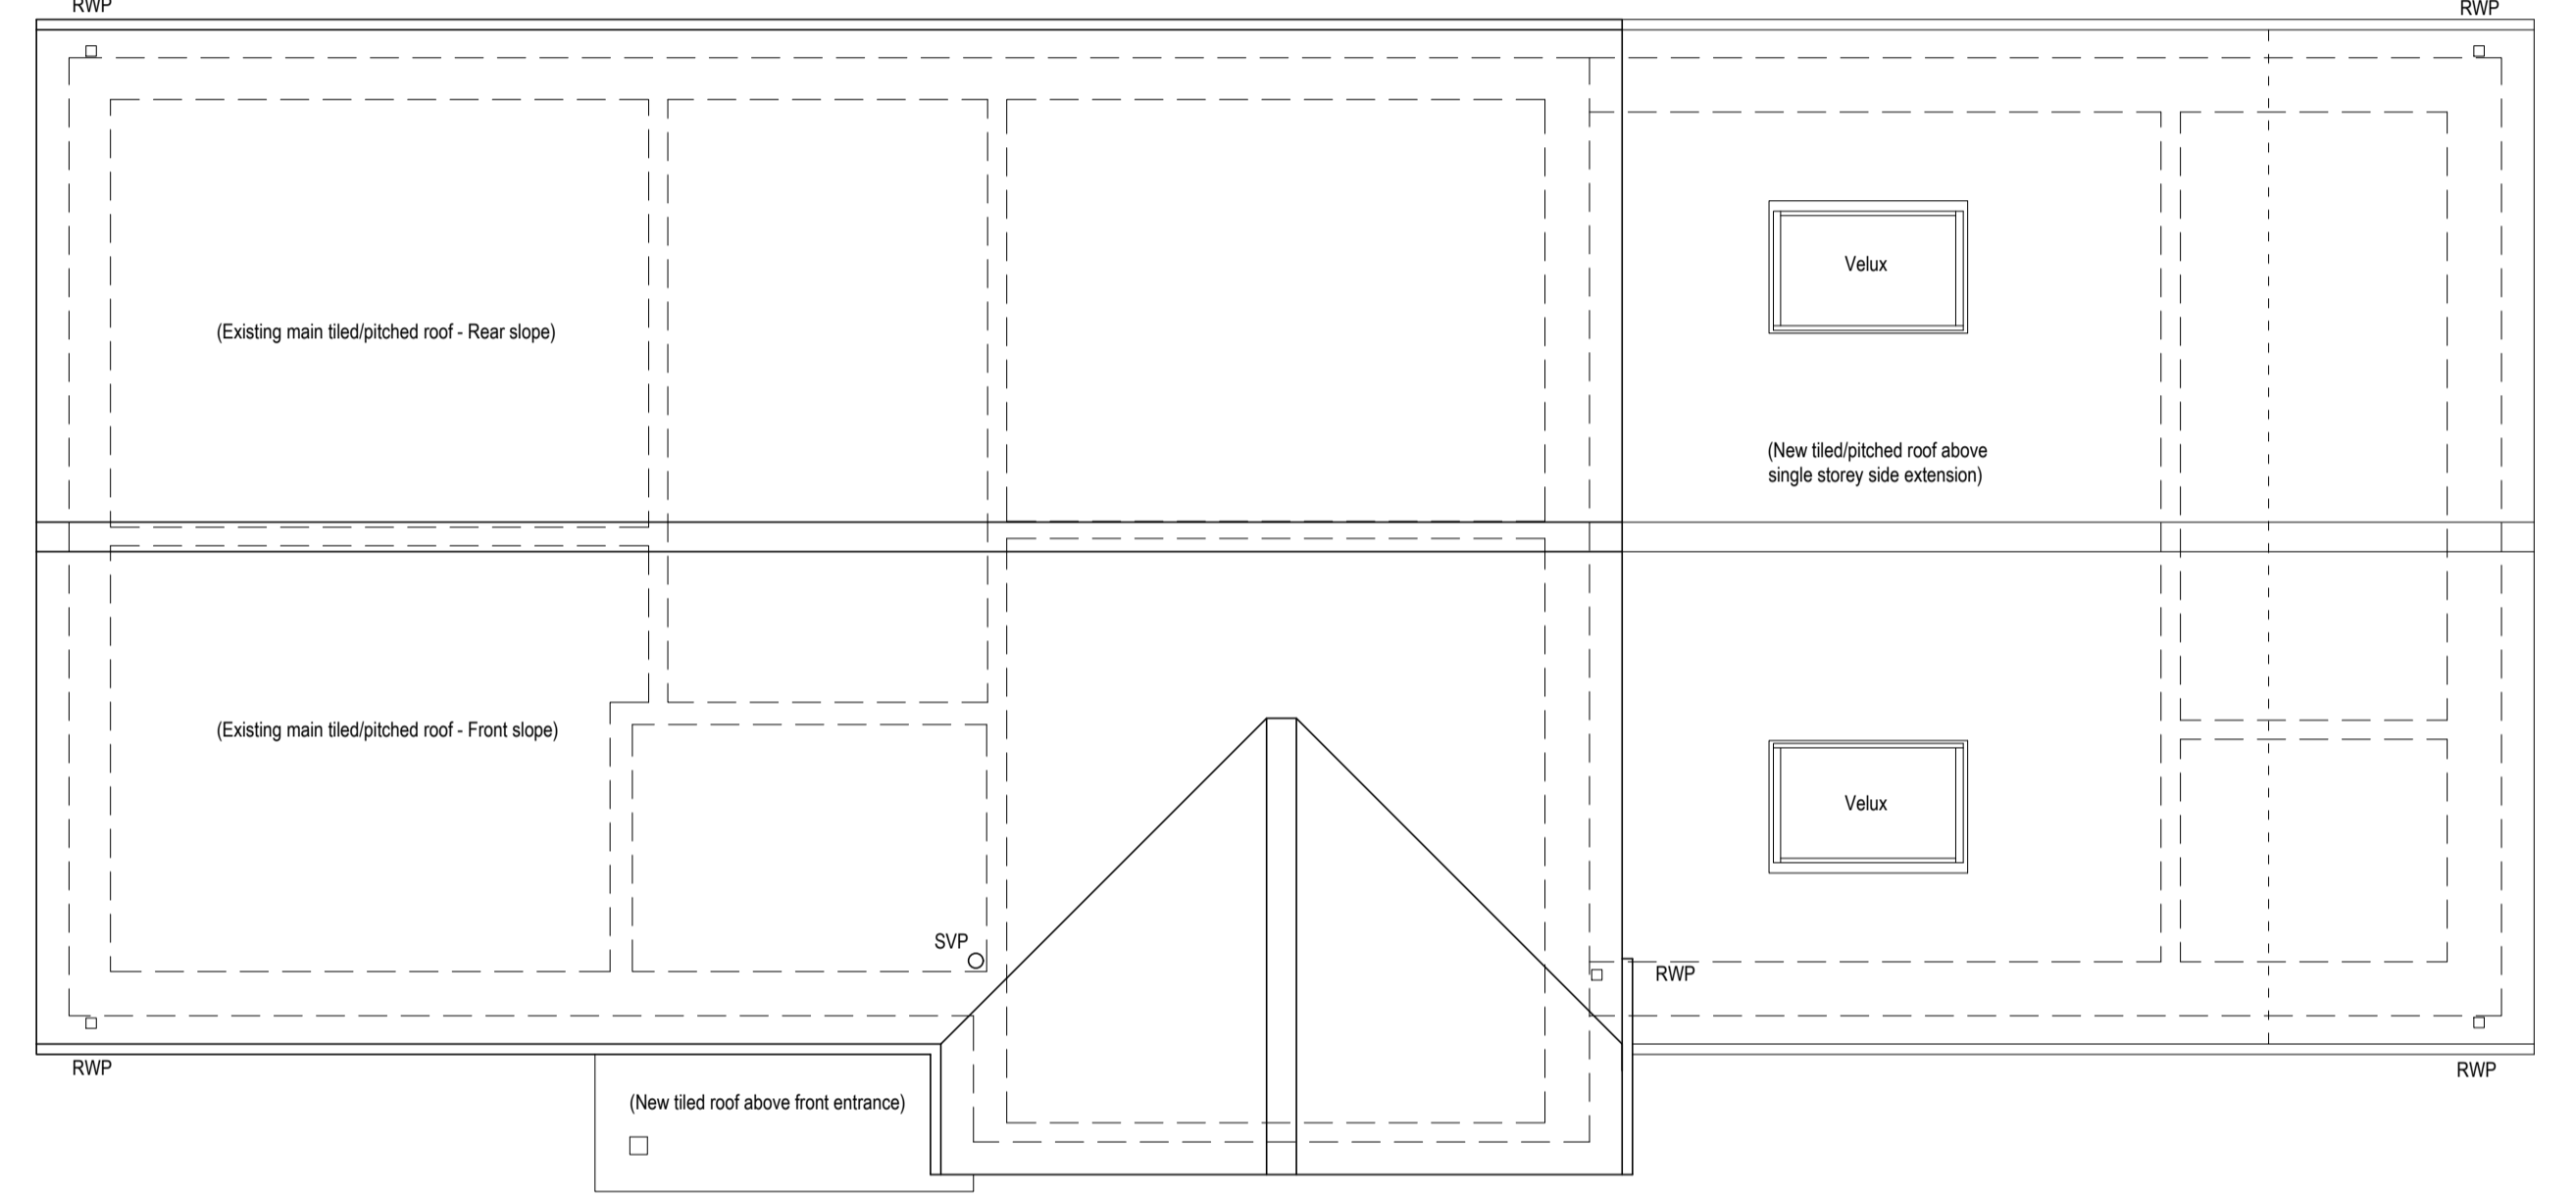 RWP
RWP
Velux
(Existing main tiled/pitched roof - Rear slope)
(New tiled/pitched roof above
single storey side extension)
(Existing main tiled/pitched roof - Front slope)
Velux
SVP
RWP
RWP
RWP
(New tiled roof above front entrance)